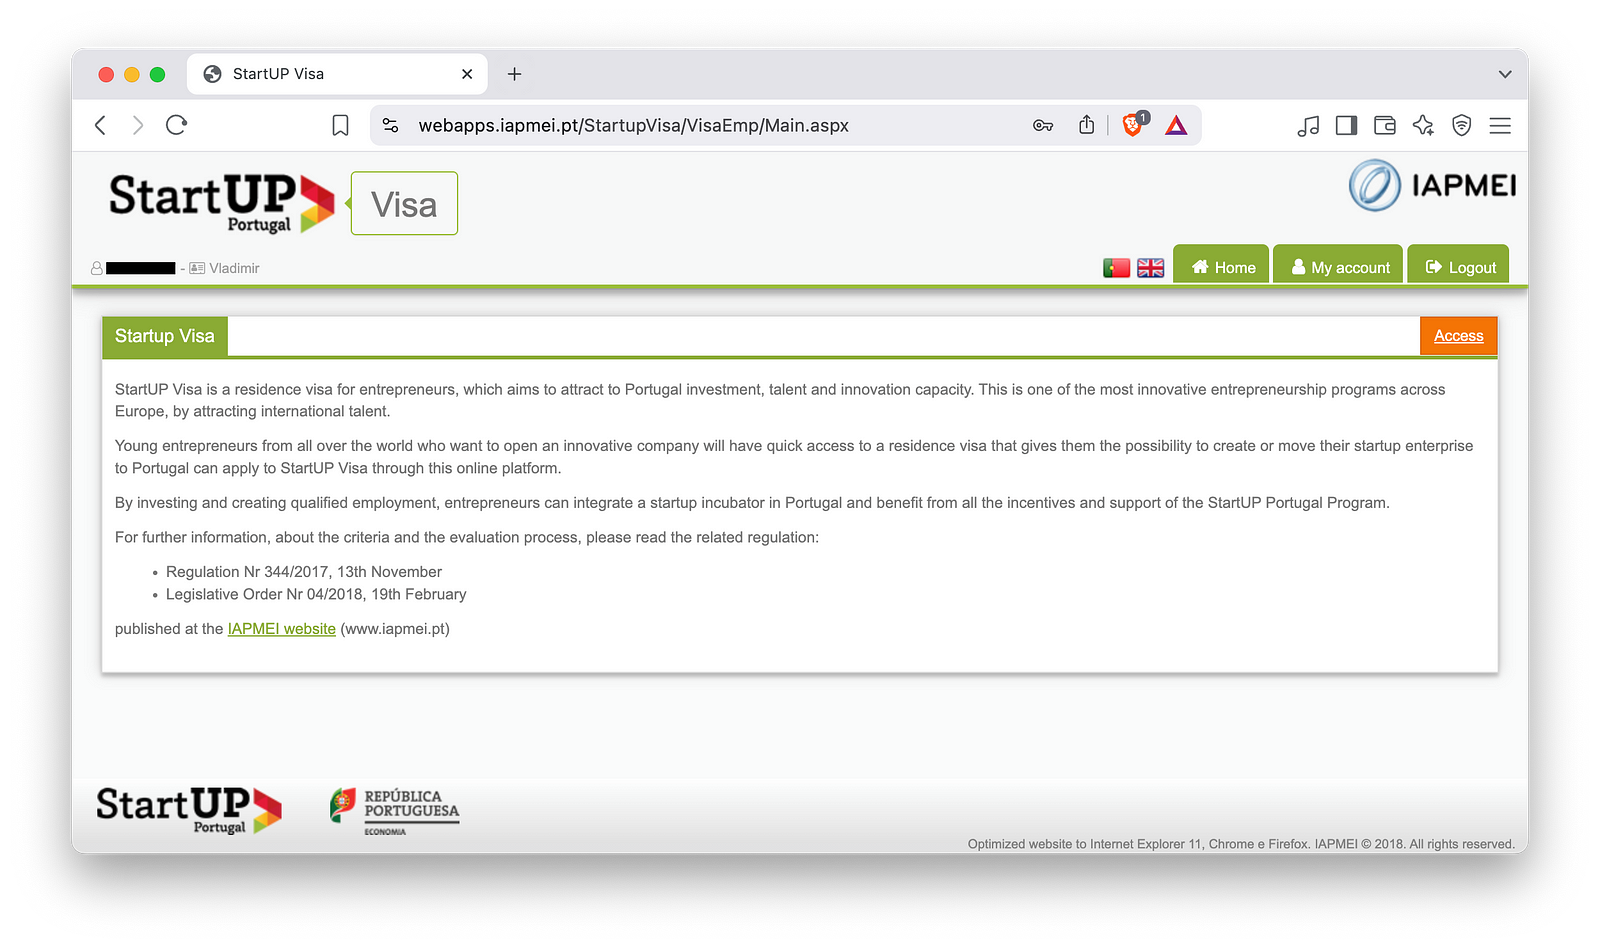 StartUP Visa
webapps.iapmei.pt/StartupVisa/VisaEmp/Main.aspx
1
StartUP
Portugal
Visa
IAPMEI
- Vladimir
Home
My account
Logout
Startup Visa
Access
StartUP Visa is a residence visa for entrepreneurs, which aims to attract to Portugal investment, talent and innovation capacity. This is one of the most innovative entrepreneurship programs across
Europe, by attracting international talent.
Young entrepreneurs from all over the world who want to open an innovative company will have quick access to a residence visa that gives them the possibility to create or move their startup enterprise
to Portugal can apply to StartUP Visa through this online platform.
By investing and creating qualified employment, entrepreneurs can integrate a startup incubator in Portugal and benefit from all the incentives and support of the StartUP Portugal Program.
For further information, about the criteria and the evaluation process, please read the related regulation:
• Regulation Nr 344/2017, 13th November
• Legislative Order Nr 04/2018, 19th February
published at the IAPMEI website (www.iapmei.pt)
StartUP
Portugal
REPÚBLICA
PORTUGUESA
ECONOMIA
Optimized website to Internet Explorer 11, Chrome e Firefox. IAPMEI © 2018. All rights reserved.